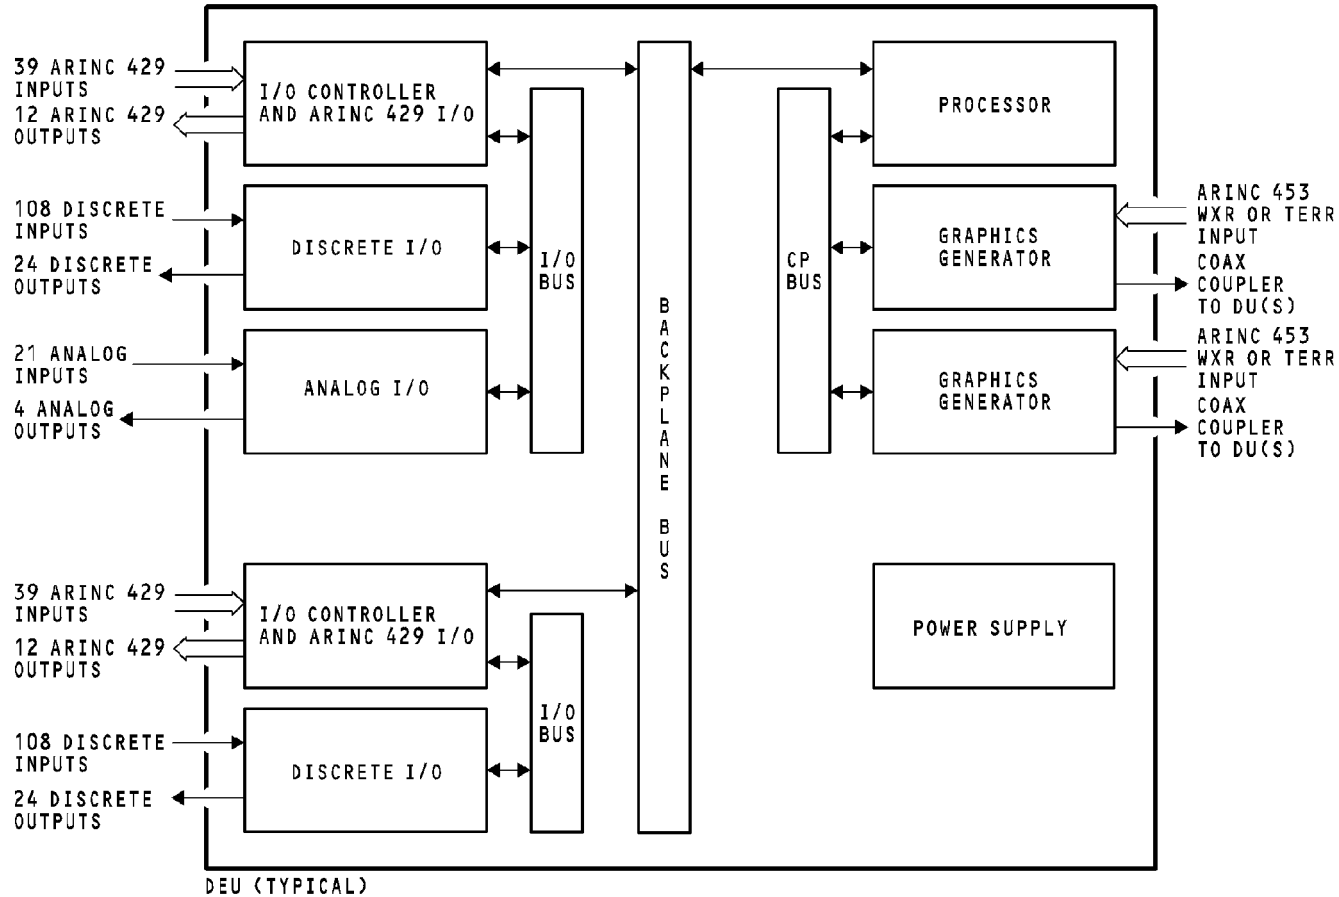 39 ARINC 429
INPUTS
12 ARINC 429
OUTPUTS
I/O CONTROLLER
AND ARINC 429 I/O
108 DISCRETE
INPUTS
24 DISCRETE
OUTPUTS
DISCRETE I/O
21 ANALOG
INPUTS
4 ANALOG
OUTPUTS
ANALOG I/O
I/O
BUS
39 ARINC 429
INPUTS
12 ARINC 429
OUTPUTS
I/O CONTROLLER
AND ARINC 429 I/O
108 DISCRETE
INPUTS
24 DISCRETE
OUTPUTS
DISCRETE I/O
I/O
BUS
BACKPLANE BUS
CP
BUS
PROCESSOR
GRAPHICS
GENERATOR
ARINC 453
WXR OR TERR
INPUT
COAX
COUPLER
TO DU(S)
GRAPHICS
GENERATOR
ARINC 453
WXR OR TERR
INPUT
COAX
COUPLER
TO DU(S)
POWER SUPPLY
DEU (TYPICAL)